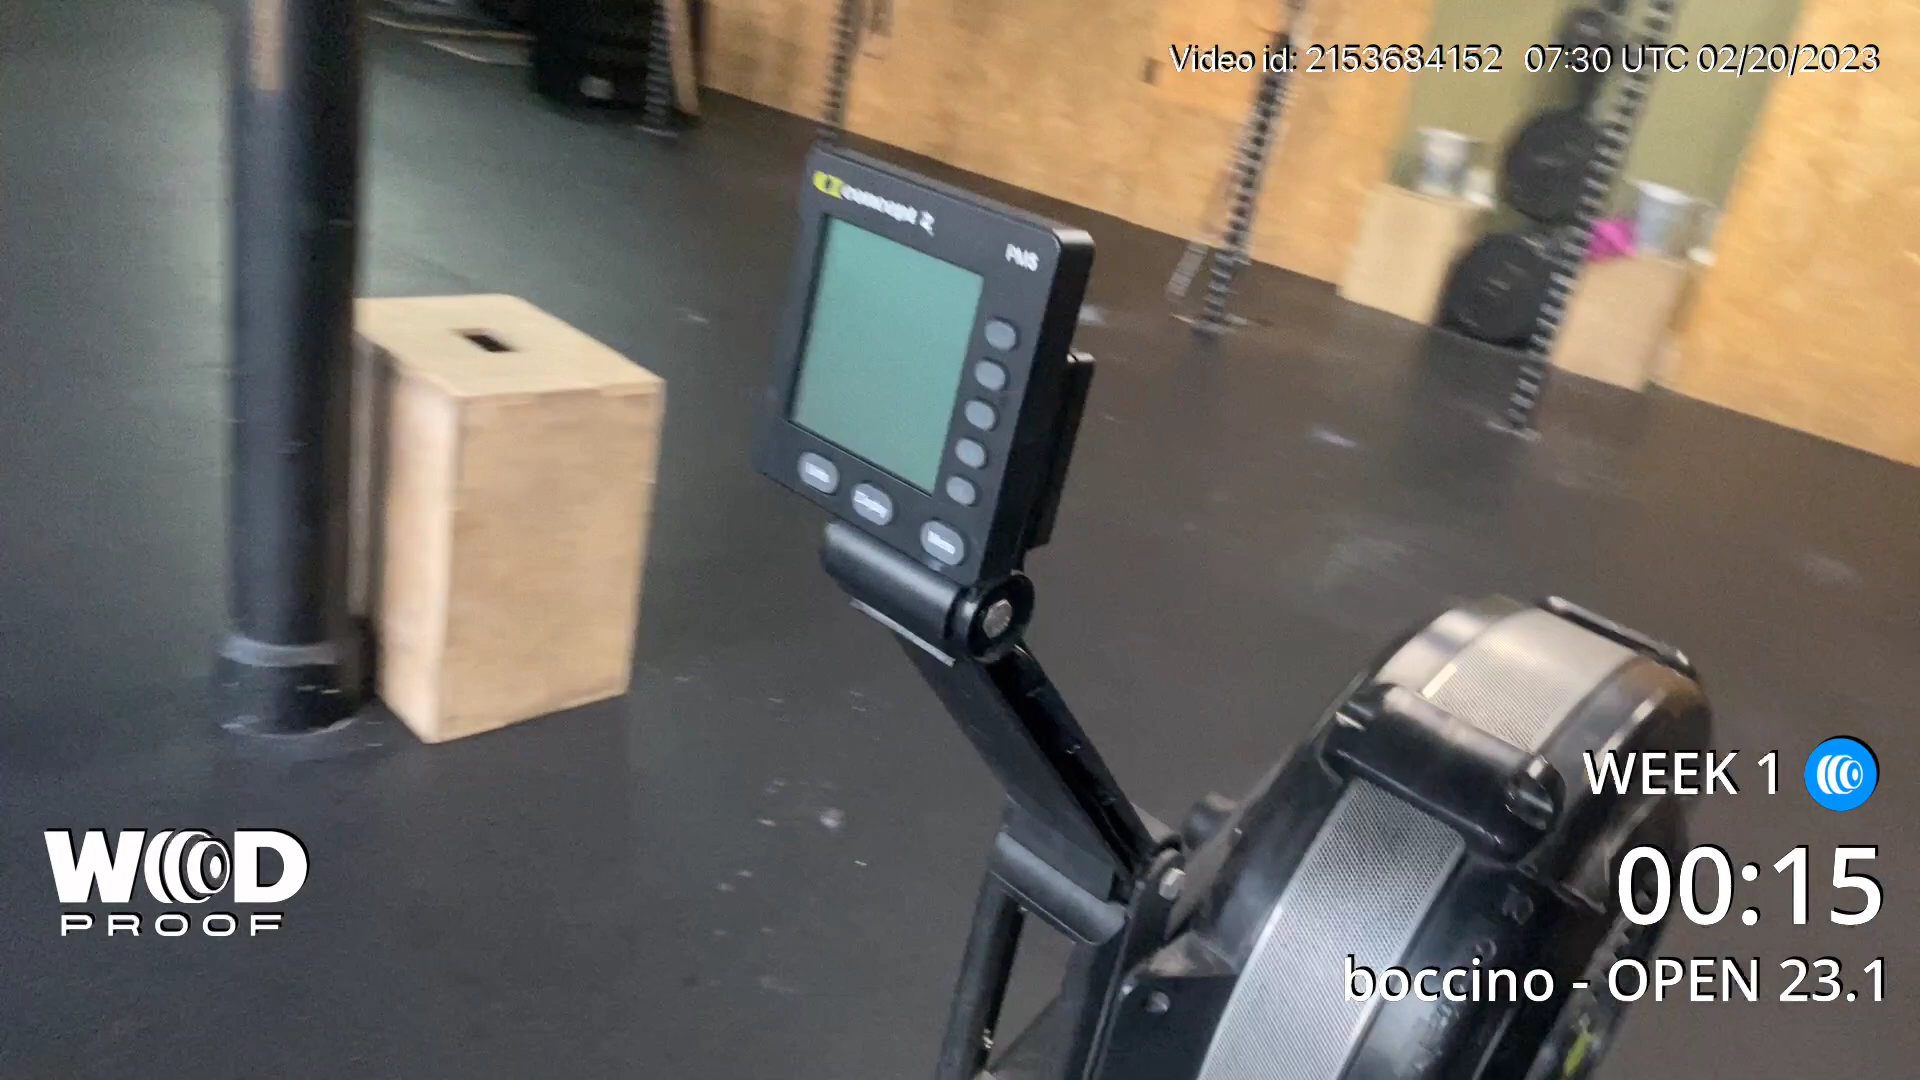 Video id: 2153684152 07:30 UTC 02/20/2023
concept 2
PM5
Menu
WEEK 1
00:15
WOD
PROOF
boccino - OPEN 23.1